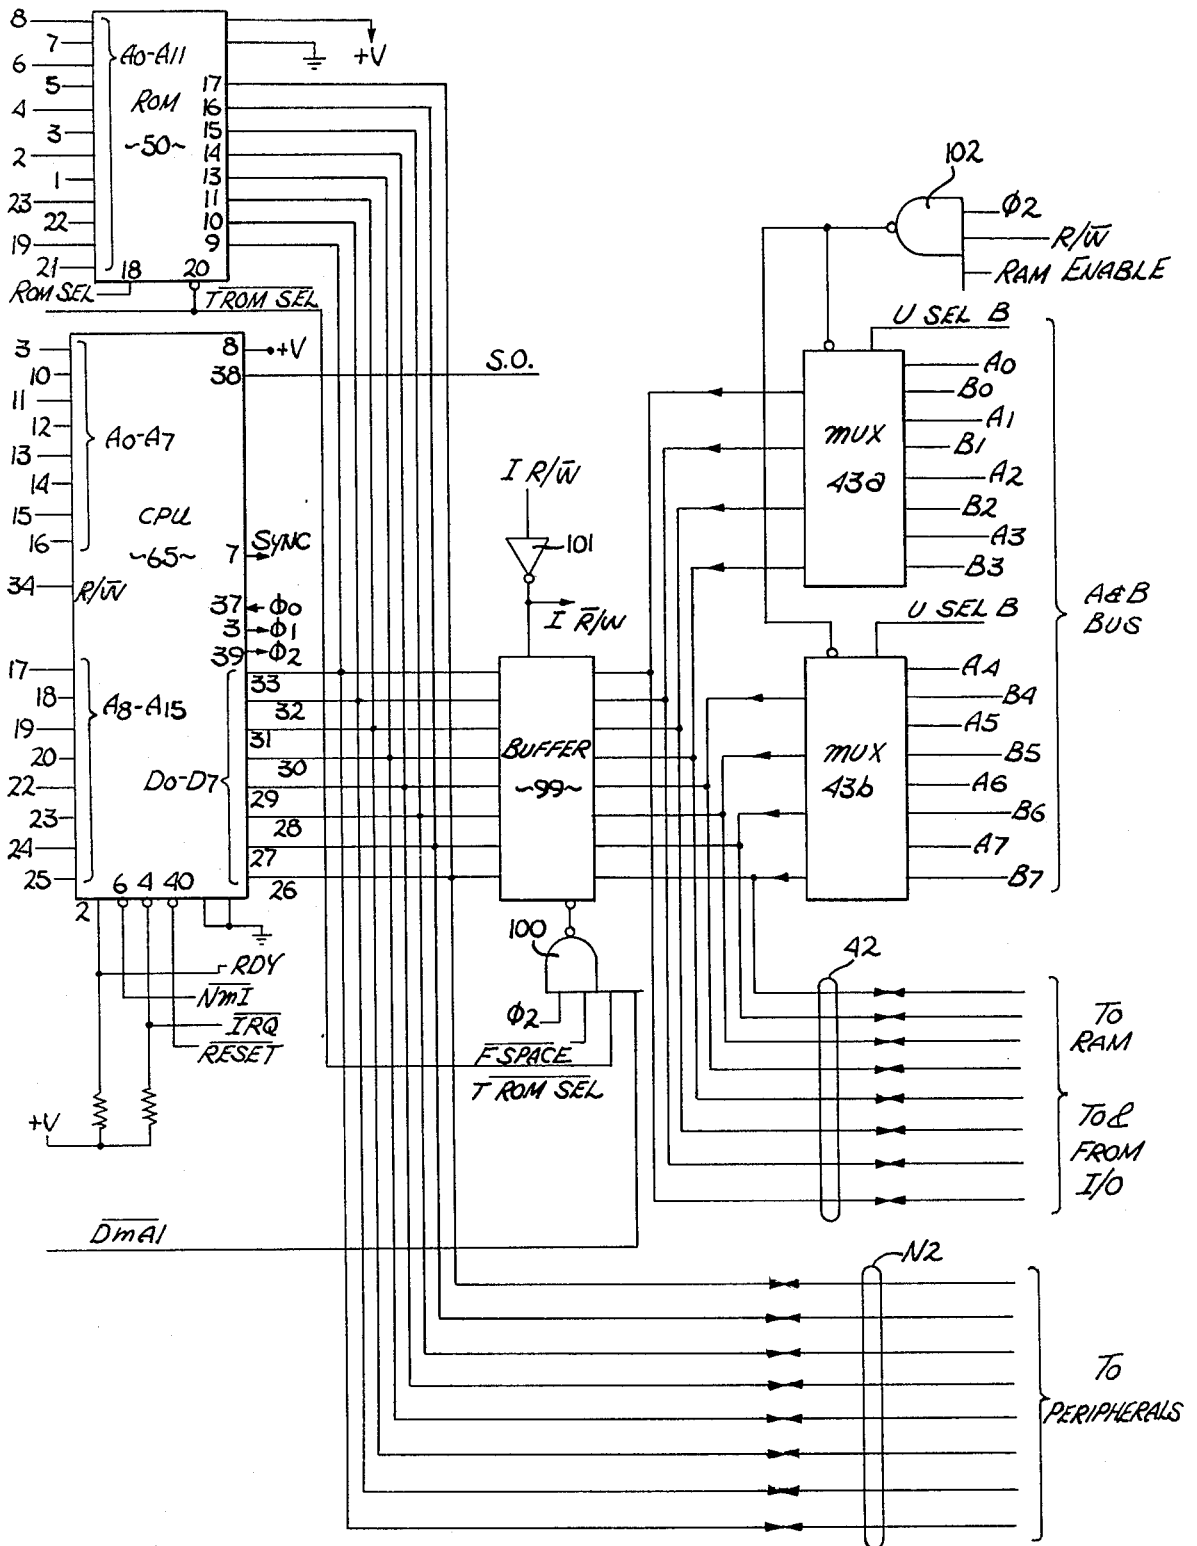 8
7
6
5
4
3
2
1
23
22
19
21
A0-A11
ROM
~50~
+V
17
16
15
14
13
11
10
9
18
20
ROM SEL
TROM SEL
3
10
11
12
13
14
15
16
34
17
18
19
20
22
23
24
25
A0-A7
CPU
~65~
R/W
A8-A15
D0-D7
8
+V
38
S.O.
7
SYNC
37
Φ0
3
Φ1
39
Φ2
33
32
31
30
29
28
27
26
2
6
4
40
RDY
NMI
IRQ
RESET
+V
I R/W
101
I R/W
BUFFER
~99~
100
Φ2
F SPACE
T ROM SEL
DMA1
102
Φ2
R/W
RAM ENABLE
U SEL B
MUX
43a
A0
B0
A1
B1
A2
B2
A3
B3
U SEL B
MUX
43b
A4
B4
A5
B5
A6
B6
A7
B7
A&B
BUS
42
TO
RAM
TO &
FROM
I/O
N2
TO
PERIPHERALS